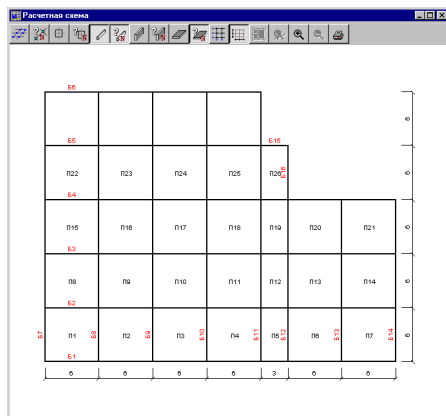 Расчетная схема
Б6
Б5 Б15
П22 П23 П24 П25 П26 Б16 6
Б4
П15 П16 П17 П18 П19 П20 П21 6
Б3
П8 П9 П10 П11 П12 П13 П14 6
Б2
Б7 П1 Б8 П2 Б9 П3 Б10 П4 Б11 П5 Б12 П6 Б13 П7 Б14 6
Б1
6 6 6 6 3 6 6
6